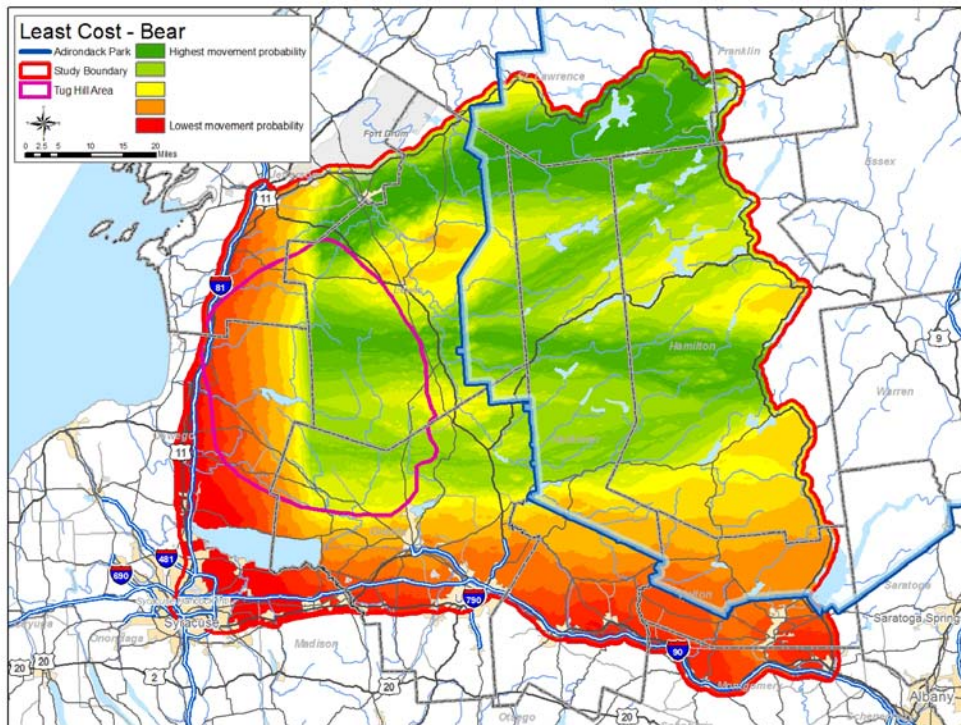 Least Cost - Bear
Adirondack Park
Study Boundary
Tug Hill Area
Highest movement probability
Lowest movement probability
0 2.5 5 10 15 20
Miles
Franklin
St. Lawrence
Fort Drum
Essex
11
81
Hamilton
9
Warren
Oswego
11
481
690
790
Syracuse
Onondaga
Madison
Fulton
Saratoga
Saratoga Springs
20
20
2
20
90
Montgomery
Albany
Otsego
20